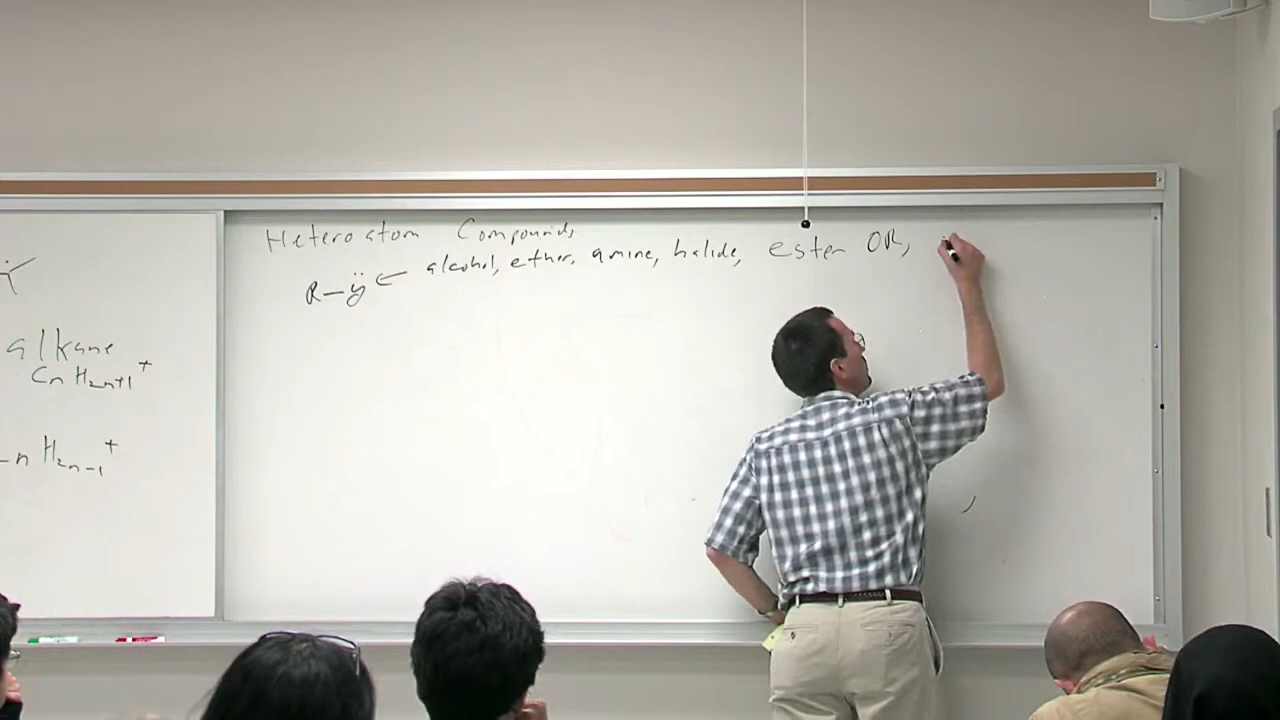 Heteroatom Compounds
R–ÿ ← alcohol, ether, amine, halide, ester OR,
alkane
CnH2n+1+
–nH2n-1+